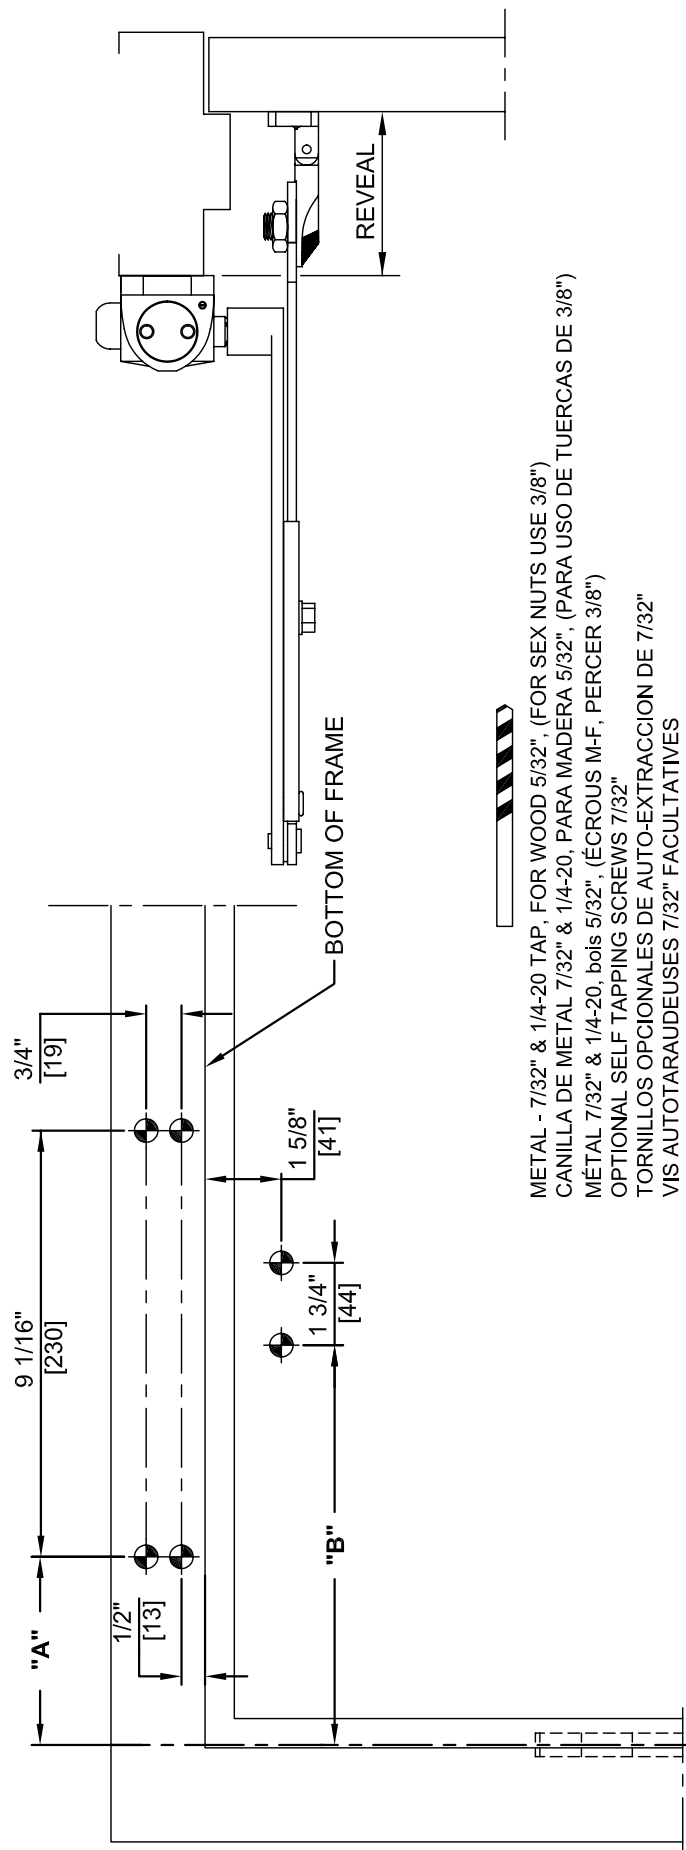 3/4"
[19]
9 1/16"
[230]
"A"
1/2"
[13]
BOTTOM OF FRAME
1 5/8"
[41]
1 3/4"
[44]
"B"
REVEAL
METAL - 7/32" & 1/4-20 TAP, FOR WOOD 5/32", (FOR SEX NUTS USE 3/8")
CANILLA DE METAL 7/32" & 1/4-20, PARA MADERA 5/32", (PARA USO DE TUERCAS DE 3/8")
MÉTAL 7/32" & 1/4-20, bois 5/32", (ÉCROUS M-F, PERCER 3/8")
OPTIONAL SELF TAPPING SCREWS 7/32"
TORNILLOS OPCIONALES DE AUTO-EXTRACCION DE 7/32"
VIS AUTOTARAUDEUSES 7/32" FACULTATIVES